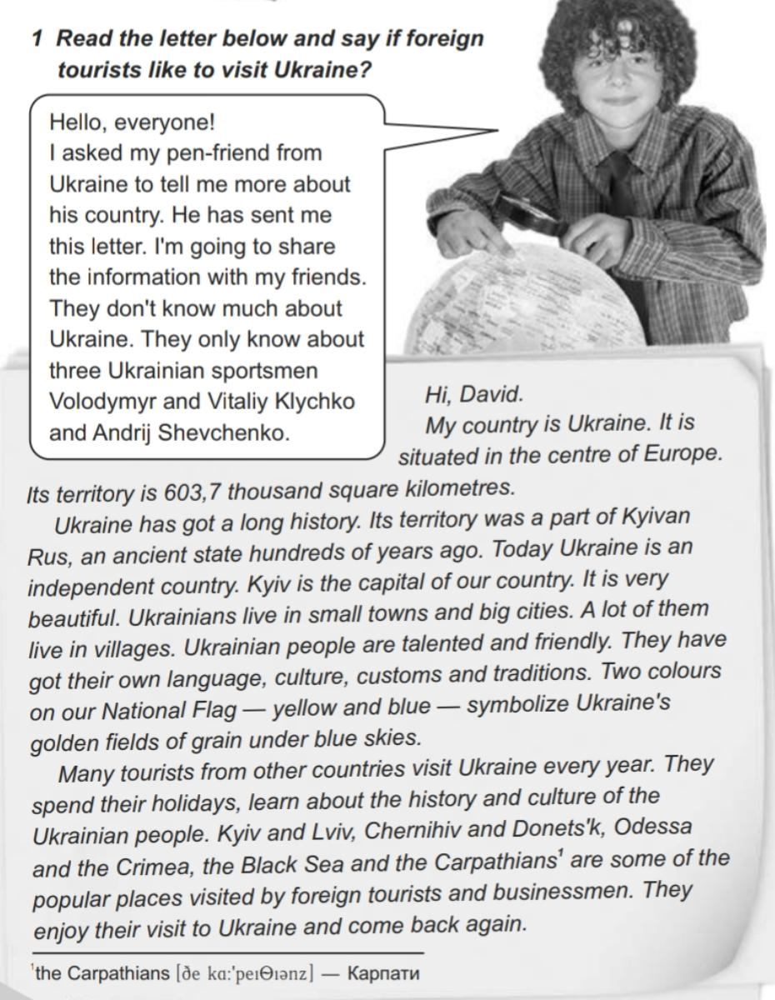 1 Read the letter below and say if foreign
tourists like to visit Ukraine?
Hello, everyone!
I asked my pen-friend from
Ukraine to tell me more about
his country. He has sent me
this letter. I'm going to share
the information with my friends.
They don't know much about
Ukraine. They only know about
three Ukrainian sportsmen
Volodymyr and Vitaliy Klychko
and Andrij Shevchenko.
Hi, David.
My country is Ukraine. It is
situated in the centre of Europe.
Its territory is 603,7 thousand square kilometres.
Ukraine has got a long history. Its territory was a part of Kyivan
Rus, an ancient state hundreds of years ago. Today Ukraine is an
independent country. Kyiv is the capital of our country. It is very
beautiful. Ukrainians live in small towns and big cities. A lot of them
live in villages. Ukrainian people are talented and friendly. They have
got their own language, culture, customs and traditions. Two colours
on our National Flag — yellow and blue — symbolize Ukraine's
golden fields of grain under blue skies.
Many tourists from other countries visit Ukraine every year. They
spend their holidays, learn about the history and culture of the
Ukrainian people. Kyiv and Lviv, Chernihiv and Donets'k, Odessa
and the Crimea, the Black Sea and the Carpathians¹ are some of the
popular places visited by foreign tourists and businessmen. They
enjoy their visit to Ukraine and come back again.
¹the Carpathians [ðe kɑ:'peıΘıənz] — Карпати